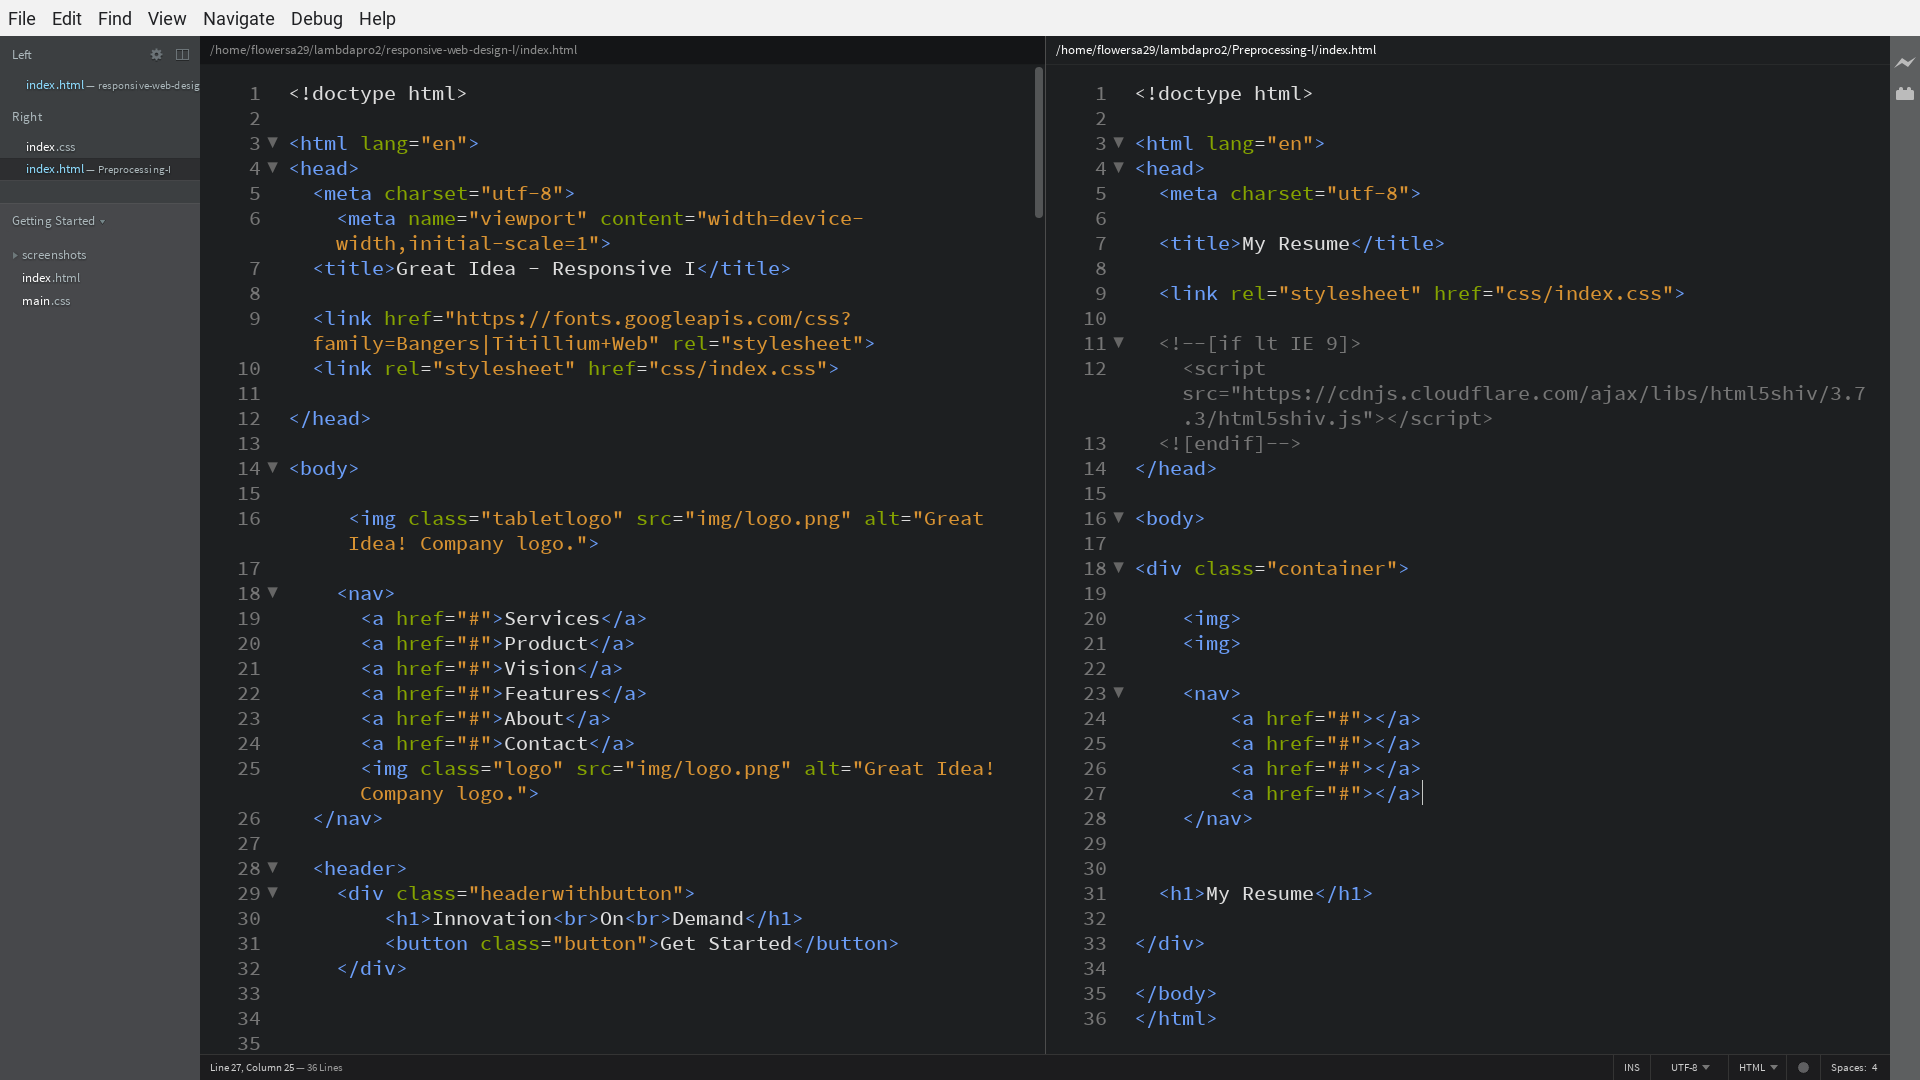 File Edit Find View Navigate Debug Help
Left
index.html — responsive-web-desig
Right
index.css
index.html — Preprocessing-I
Getting Started
screenshots
index.html
main.css
/home/flowersa29/lambdapro2/responsive-web-design-I/index.html
1 <!doctype html>
2
3 <html lang="en">
4 <head>
5 <meta charset="utf-8">
6 <meta name="viewport" content="width=device-
width,initial-scale=1">
7 <title>Great Idea - Responsive I</title>
8
9 <link href="https://fonts.googleapis.com/css?
family=Bangers|Titillium+Web" rel="stylesheet">
10 <link rel="stylesheet" href="css/index.css">
11
12 </head>
13
14 <body>
15
16 <img class="tabletlogo" src="img/logo.png" alt="Great
Idea! Company logo.">
17
18 <nav>
19 <a href="#">Services</a>
20 <a href="#">Product</a>
21 <a href="#">Vision</a>
22 <a href="#">Features</a>
23 <a href="#">About</a>
24 <a href="#">Contact</a>
25 <img class="logo" src="img/logo.png" alt="Great Idea!
Company logo.">
26 </nav>
27
28 <header>
29 <div class="headerwithbutton">
30 <h1>Innovation<br>On<br>Demand</h1>
31 <button class="button">Get Started</button>
32 </div>
33
34
35
/home/flowersa29/lambdapro2/Preprocessing-I/index.html
1 <!doctype html>
2
3 <html lang="en">
4 <head>
5 <meta charset="utf-8">
6
7 <title>My Resume</title>
8
9 <link rel="stylesheet" href="css/index.css">
10
11 <!--[if lt IE 9]>
12 <script
src="https://cdnjs.cloudflare.com/ajax/libs/html5shiv/3.7
.3/html5shiv.js"></script>
13 <![endif]-->
14 </head>
15
16 <body>
17
18 <div class="container">
19
20 <img>
21 <img>
22
23 <nav>
24 <a href="#"></a>
25 <a href="#"></a>
26 <a href="#"></a>
27 <a href="#"></a>
28 </nav>
29
30
31 <h1>My Resume</h1>
32
33 </div>
34
35 </body>
36 </html>
Line 27, Column 25 — 36 Lines
INS UTF-8 HTML Spaces: 4